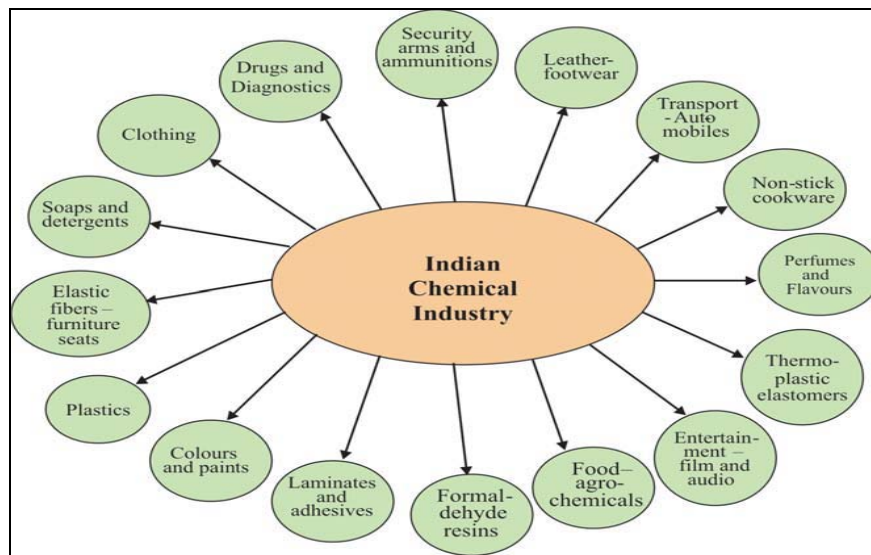 Indian
Chemical
Industry
Security
arms and
ammunitions
Leather-
footwear
Transport
- Auto
mobiles
Non-stick
cookware
Perfumes and
Flavours
Thermo-
plastic
elastomers
Entertain-
ment –
film and
audio
Food–
agro-
chemicals
Formal-
dehyde
resins
Laminates and
adhesives
Colours
and paints
Plastics
Elastic
fibers –
furniture
seats
Soaps and
detergents
Clothing
Drugs and
Diagnostics